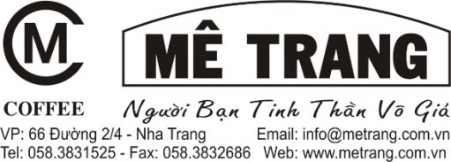 CM
MÊ TRANG
COFFEE
Người Bạn Tinh Thần Vô Giá
VP: 66 Đường 2/4 - Nha Trang Email: info@metrang.com.vn
Tel: 058.3831525 - Fax: 058.3832686 Web: www.metrang.com.vn